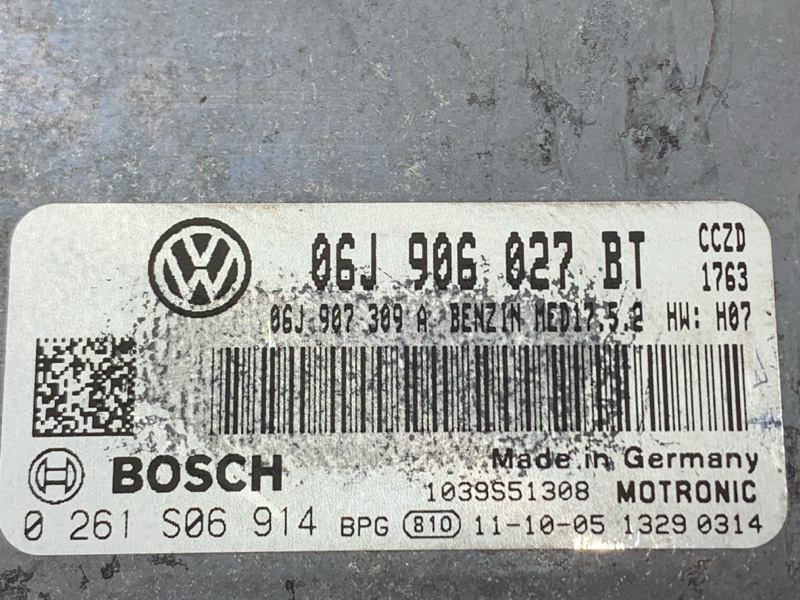 06J 906 027 BT CCZD
1763
06J 907 309 A BENZIN MED17.5.2 HW: H07
BOSCH
Made in Germany
1039S51308 MOTRONIC
0 261 S06 914 BPG 810 11-10-05 1329 0314